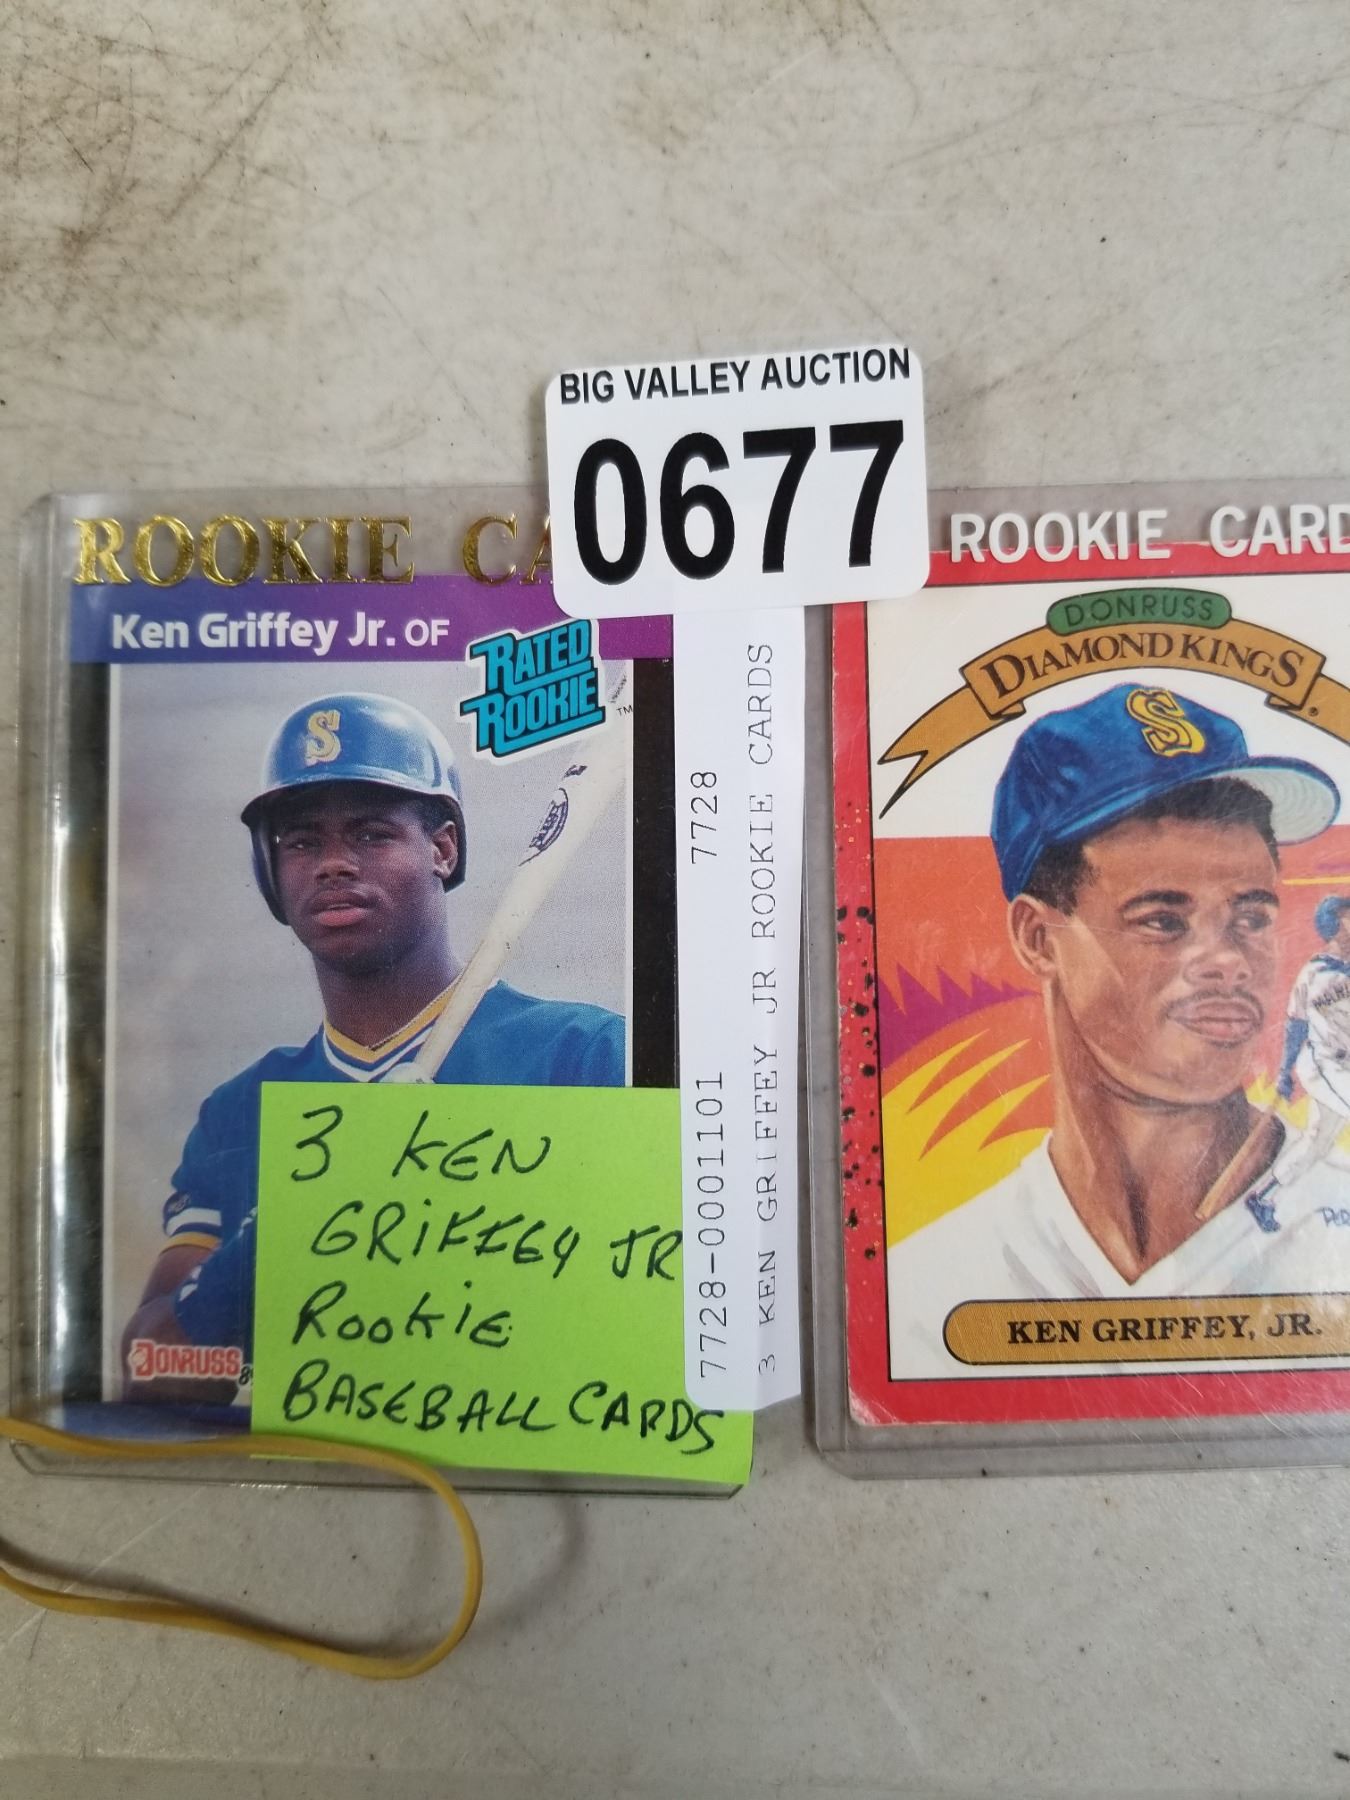 BIG VALLEY AUCTION
0677
ROOKIE CA
Ken Griffey Jr. OF
RATED
ROOKIE
TM
S
DONRUSS
3 KEN
GRiFFEY JR
Rookie
BASEBALL CARDS
7728-0001101 7728
3 KEN GRIFFEY JR ROOKIE CARDS
ROOKIE CARD
DONRUSS
DIAMOND KINGS
S
KEN GRIFFEY, JR.